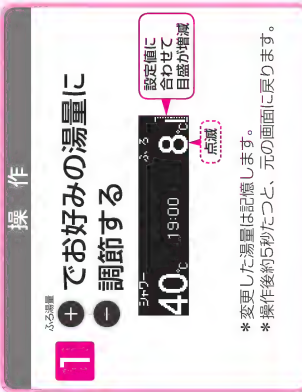 操 作
1
ふろ湯量
＋ でお好みの湯量に
－ 調節する
シャワー ふろ
40℃ 19:00 8℃
点滅
設定値に
合わせて
目盛が増減
＊変更した湯量は記憶します。
＊操作後約5秒たつと、元の画面に戻ります。